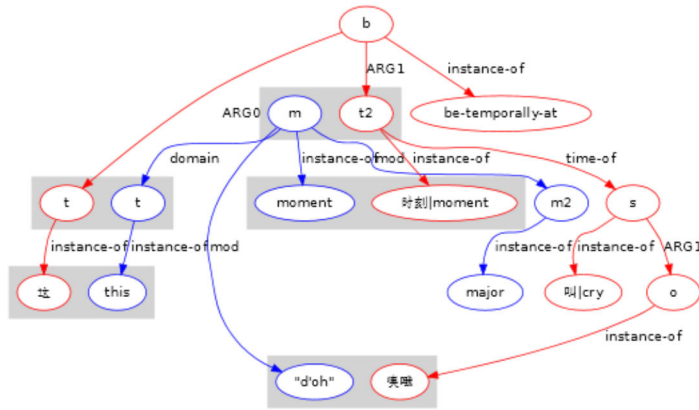 b
ARG1 instance-of
ARG0 m t2 be-temporally-at
domain instance-of mod instance-of time-of
t t moment 时刻|moment m2 s
instance-of instance-of mod instance-of instance-of ARG1
这 this major 叫|cry o
instance-of
"d'oh"